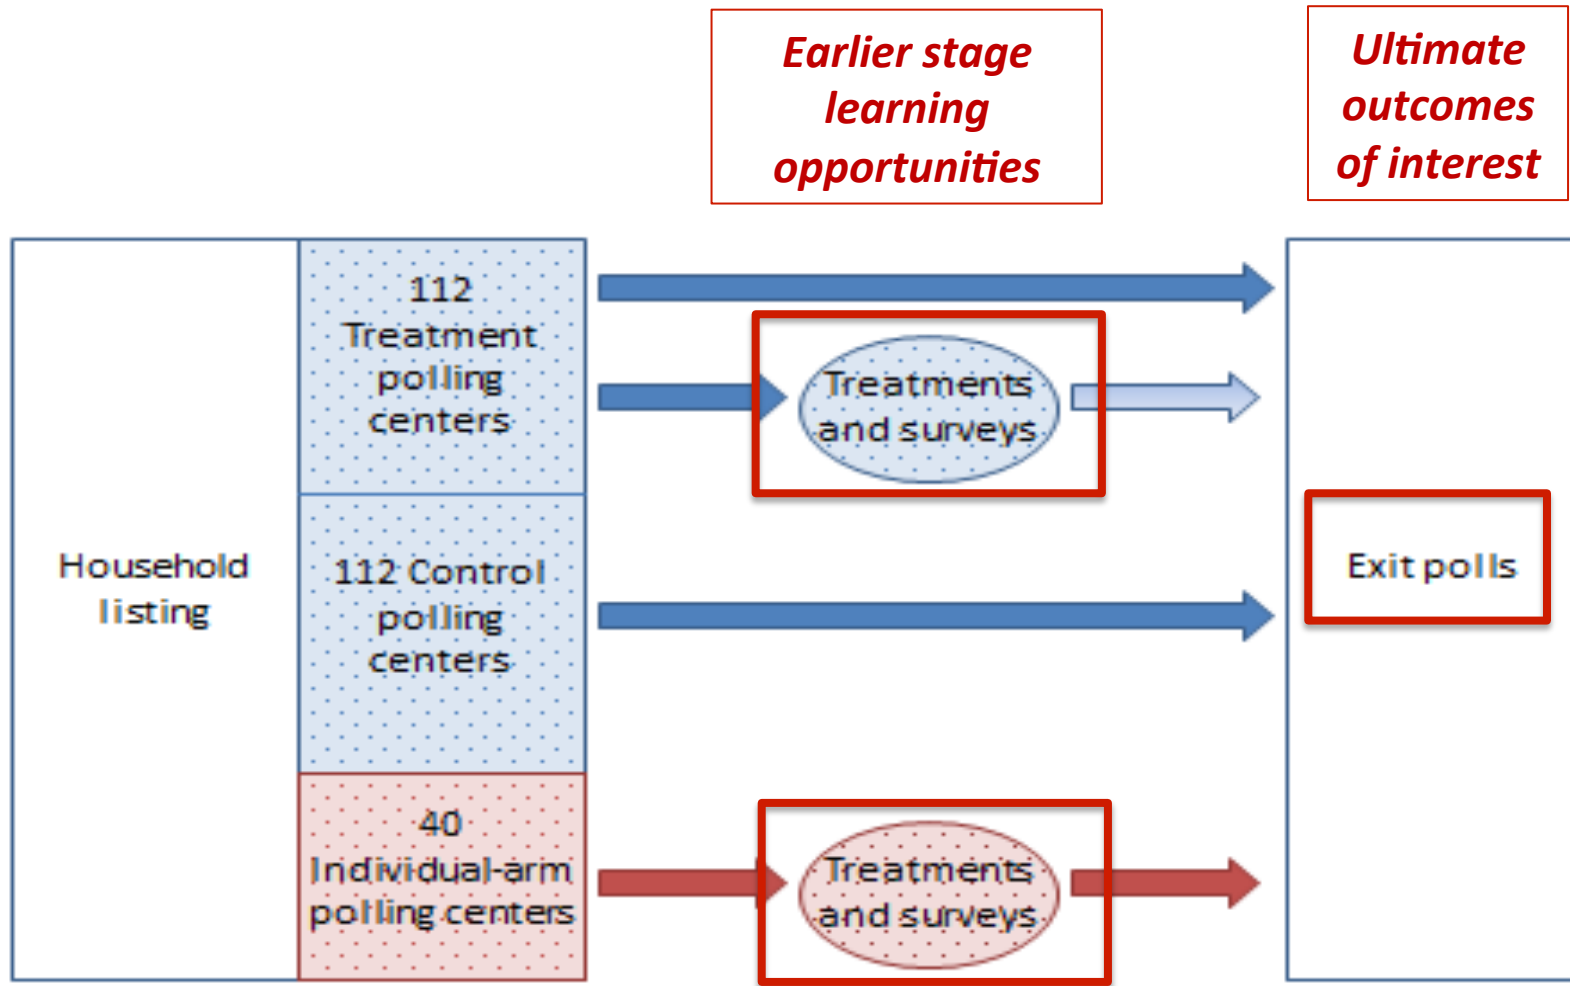 Earlier stage
learning
opportunities
Ultimate
outcomes
of interest
Household
listing
112
Treatment
polling
centers
112 Control
polling
centers
40
Individual-arm
polling centers
Treatments
and surveys
Treatments
and surveys
Exit polls